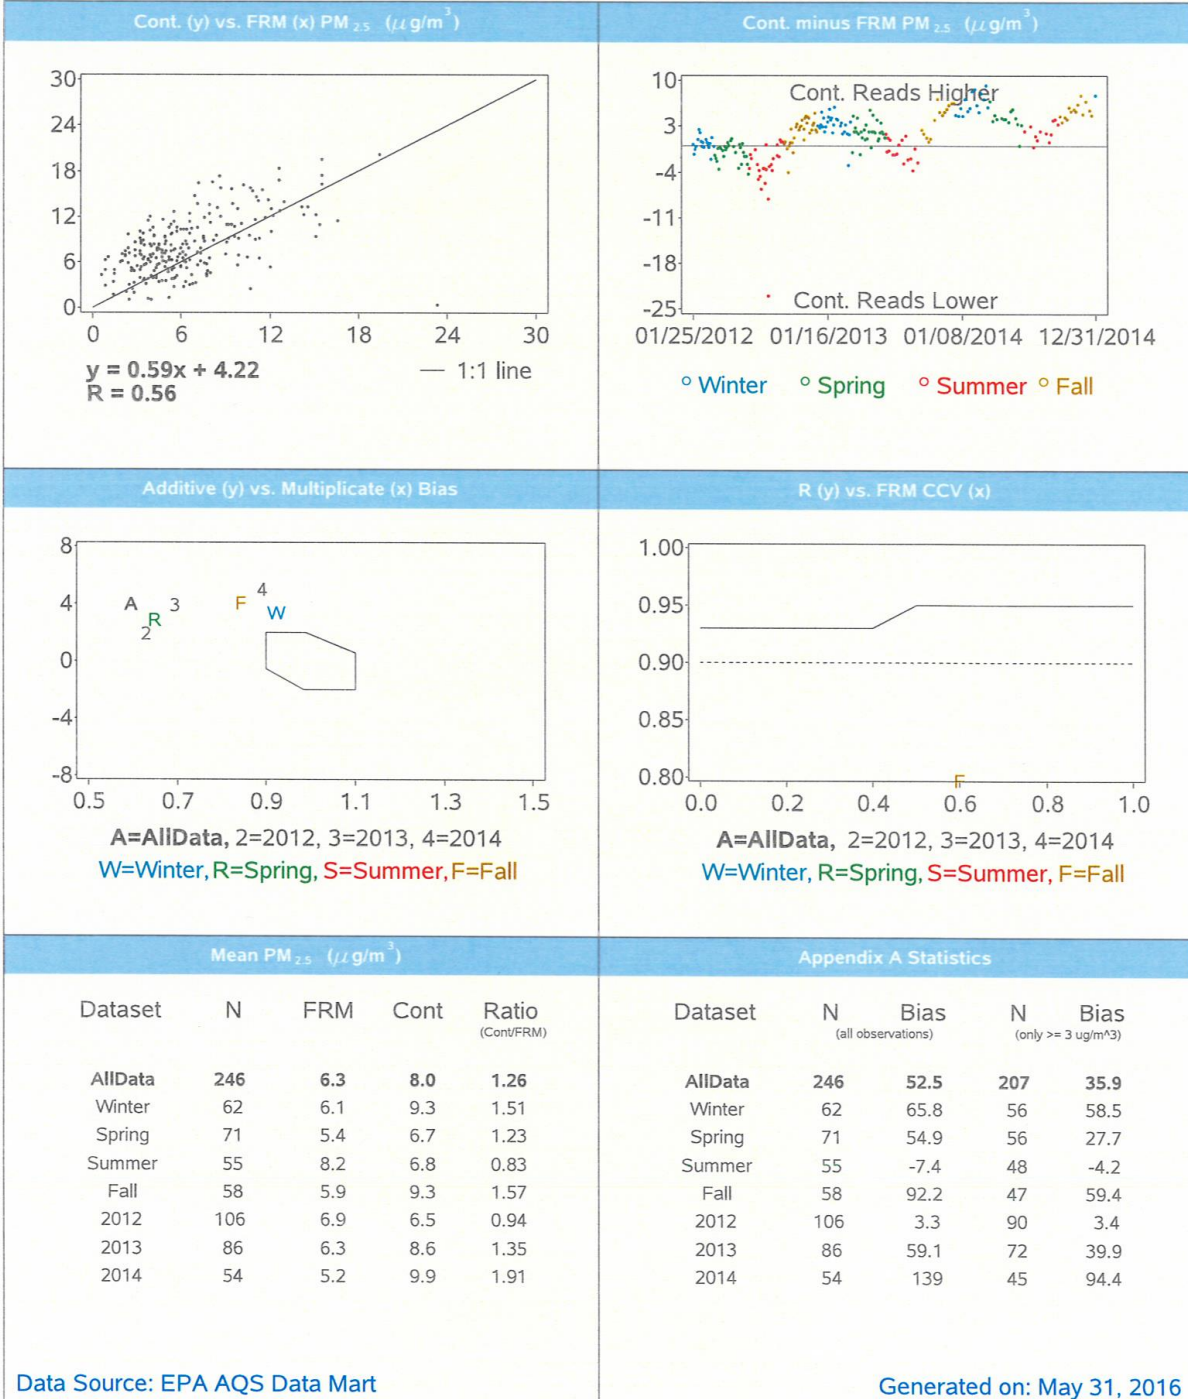 Cont. (y) vs. FRM (x) PM 2.5 (μg/m³)
30
24
18
12
6
0
0 6 12 18 24 30
y = 0.59x + 4.22
R = 0.56
— 1:1 line
Cont. minus FRM PM 2.5 (μg/m³)
10
3
-4
-11
-18
-25
Cont. Reads Higher
Cont. Reads Lower
01/25/2012 01/16/2013 01/08/2014 12/31/2014
Winter Spring Summer Fall
Additive (y) vs. Multiplicate (x) Bias
8
4
0
-4
-8
A
R
2
3
F
4
W
0.5 0.7 0.9 1.1 1.3 1.5
A=AllData, 2=2012, 3=2013, 4=2014
W=Winter, R=Spring, S=Summer, F=Fall
R (y) vs. FRM CCV (x)
1.00
0.95
0.90
0.85
0.80
F
0.0 0.2 0.4 0.6 0.8 1.0
A=AllData, 2=2012, 3=2013, 4=2014
W=Winter, R=Spring, S=Summer, F=Fall
Mean PM 2.5 (μg/m³)
Dataset N FRM Cont Ratio
(Cont/FRM)
AllData 246 6.3 8.0 1.26
Winter 62 6.1 9.3 1.51
Spring 71 5.4 6.7 1.23
Summer 55 8.2 6.8 0.83
Fall 58 5.9 9.3 1.57
2012 106 6.9 6.5 0.94
2013 86 6.3 8.6 1.35
2014 54 5.2 9.9 1.91
Appendix A Statistics
Dataset N Bias N Bias
(all observations) (only >= 3 ug/m^3)
AllData 246 52.5 207 35.9
Winter 62 65.8 56 58.5
Spring 71 54.9 56 27.7
Summer 55 -7.4 48 -4.2
Fall 58 92.2 47 59.4
2012 106 3.3 90 3.4
2013 86 59.1 72 39.9
2014 54 139 45 94.4
Data Source: EPA AQS Data Mart
Generated on: May 31, 2016